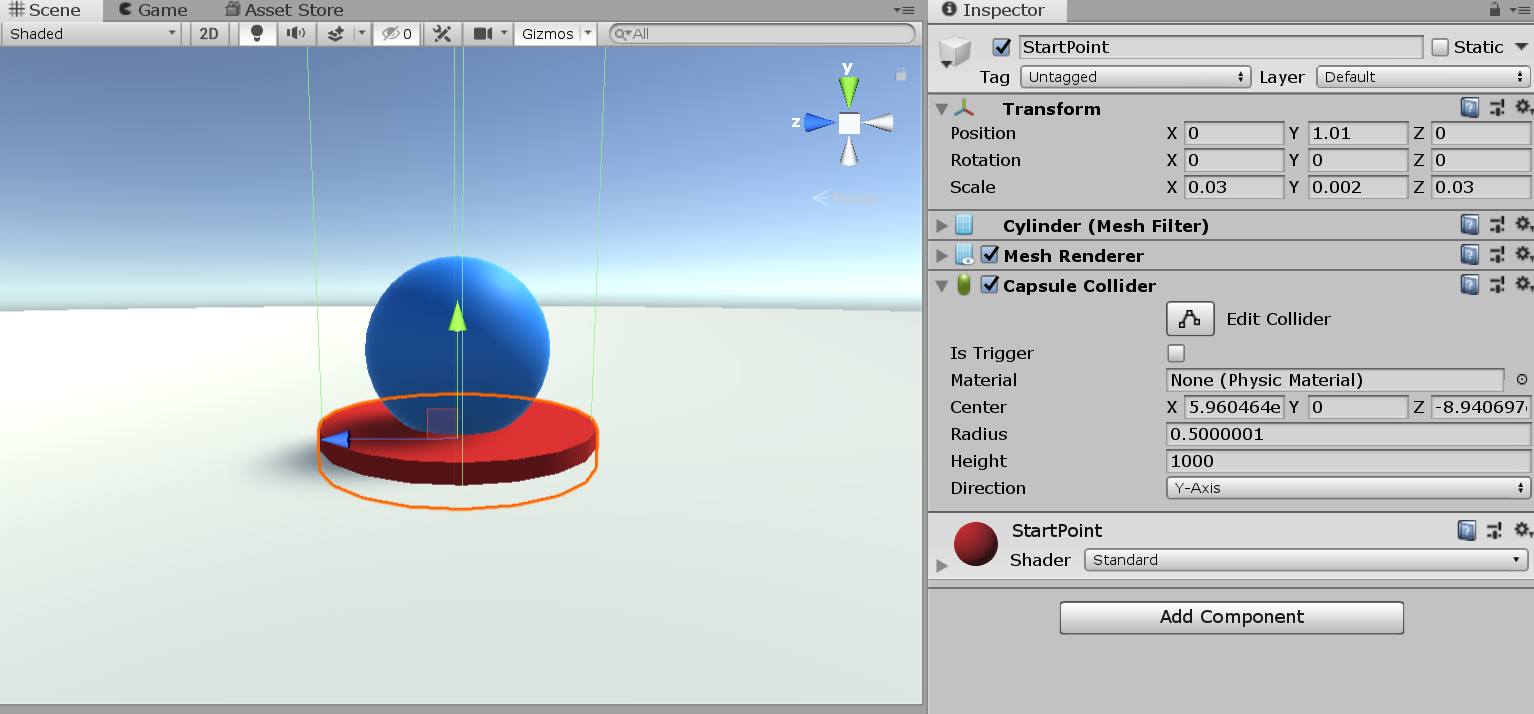 Scene Game Asset Store
Shaded 2D 0 Gizmos All
y
z
Persp
Inspector
StartPoint Static
Tag Untagged Layer Default
Transform
Position X 0 Y 1.01 Z 0
Rotation X 0 Y 0 Z 0
Scale X 0.03 Y 0.002 Z 0.03
Cylinder (Mesh Filter)
Mesh Renderer
Capsule Collider
Edit Collider
Is Trigger
Material None (Physic Material)
Center X 5.960464e Y 0 Z -8.940697
Radius 0.5000001
Height 1000
Direction Y-Axis
StartPoint
Shader Standard
Add Component